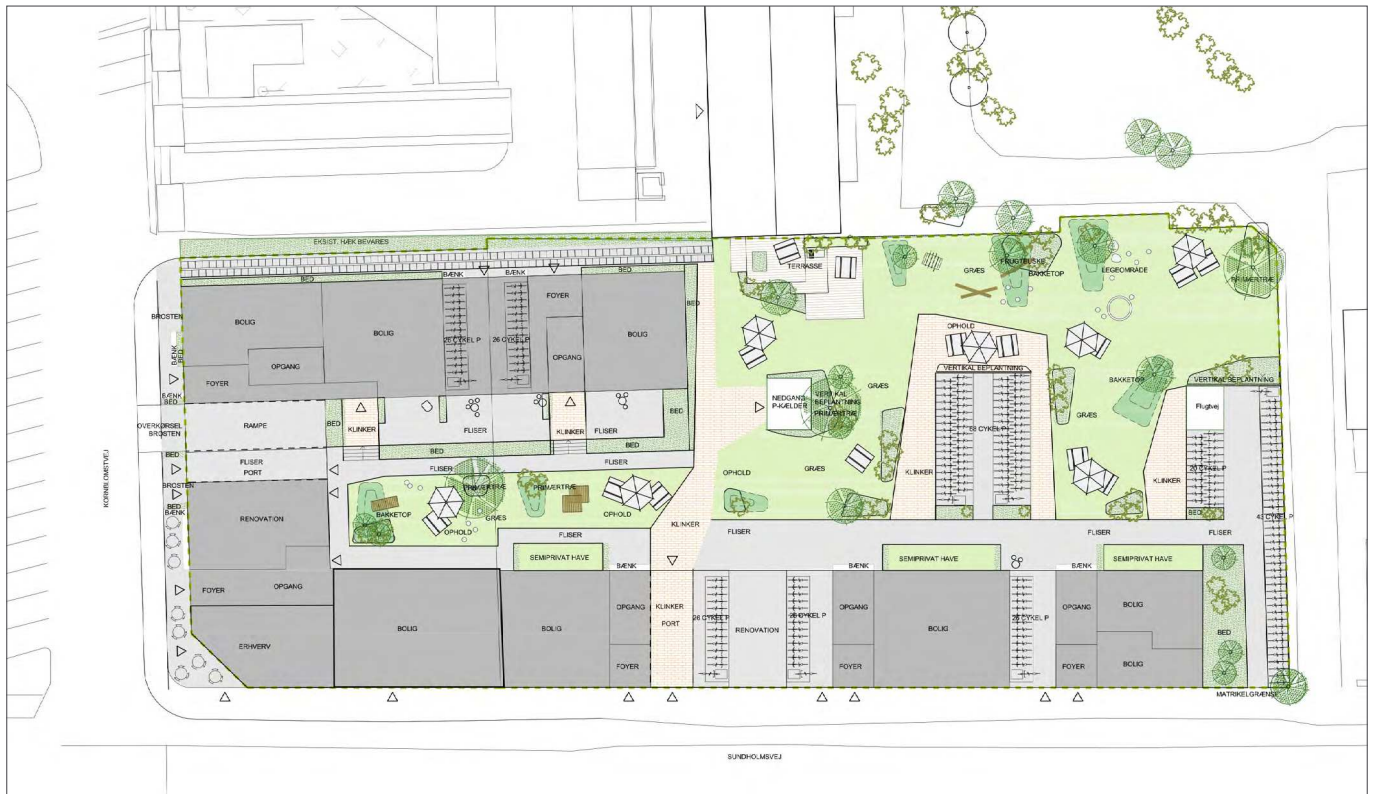 EKSIST. HÆK BEVARES
BED
BÆNK
BÆNK
BED
TERRASSE
GRÆS
FRUGTBUSKE
BAKKETOP
LEGEOMRÅDE
PRIMÆRTRÆ
BROSTEN
BOLIG
BOLIG
FOYER
BOLIG
BED
26 CYKEL P
26 CYKEL P
OPGANG
OPGANG
FOYER
BÆNK
BED
BÆNK
BED
OPHOLD
VERTIKAL BEPLANTNING
BAKKETOP
VERTIKAL BEPLANTNING
GRÆS
NEDGANG
P-KÆLDER
VERTIKAL
BEPLANTNING
PRIMÆRTRÆ
Flugtvej
GRÆS
OVERKØRSEL
BROSTEN
RAMPE
BED
KLINKER
FLISER
KLINKER
FLISER
BED
BED
BED
68 CYKEL P
BED
FLISER
PORT
FLISER
FLISER
OPHOLD
GRÆS
KLINKER
20 CYKEL P
KLINKER
KORNBLOMSTVEJ
BROSTEN
BED
BÆNK
RENOVATION
BAKKETOP
PRIMÆRTRÆ
GRÆS
OPHOLD
PRIMÆRTRÆ
OPHOLD
FLISER
KLINKER
FLISER
FLISER
BED
FLISER
43 CYKEL P
SEMIPRIVAT HAVE
BÆNK
BÆNK
SEMIPRIVAT HAVE
BÆNK
SEMIPRIVAT HAVE
FOYER
OPGANG
BOLIG
BOLIG
OPGANG
KLINKER
PORT
26 CYKEL P
RENOVATION
26 CYKEL P
OPGANG
BOLIG
26 CYKEL P
OPGANG
BOLIG
BED
ERHVERV
FOYER
FOYER
FOYER
BOLIG
MATRIKELGRÆNSE
SUNDHOLMSVEJ